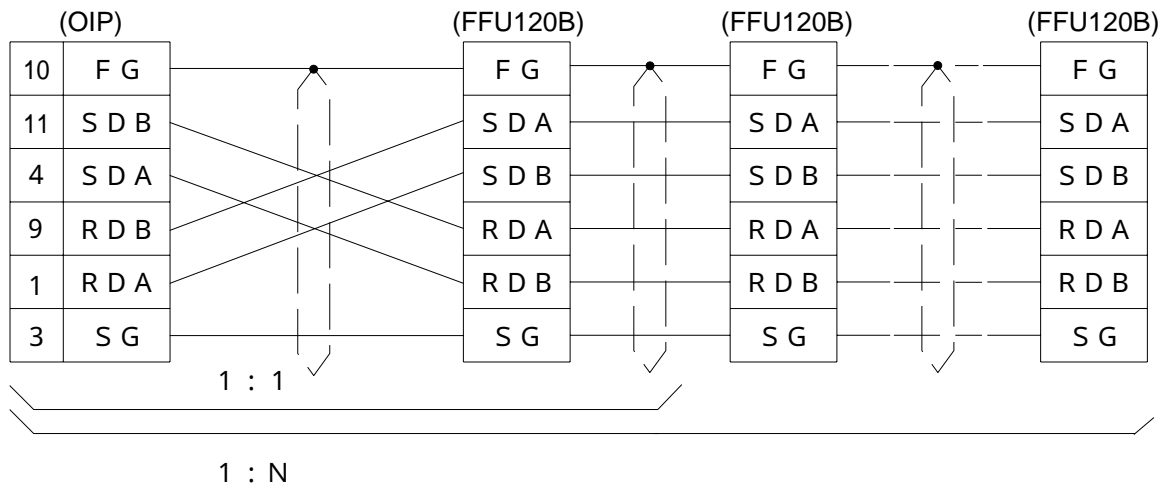 (OIP) (FFU120B) (FFU120B) (FFU120B)
10 F G F G F G F G
11 S D B S D A S D A S D A
4 S D A S D B S D B S D B
9 R D B R D A R D A R D A
1 R D A R D B R D B R D B
3 S G S G S G S G
1 : 1
1 : N